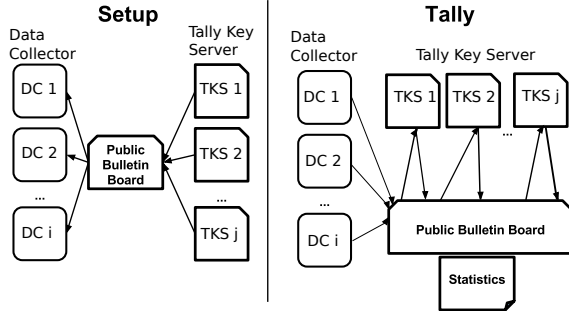 Setup
Data
Collector
Tally Key
Server
DC 1
TKS 1
DC 2
Public
Bulletin
Board
TKS 2
...
...
DC i
TKS j
Tally
Data
Collector
Tally Key Server
DC 1
TKS 1
TKS 2
...
TKS j
DC 2
...
DC i
Public Bulletin Board
Statistics